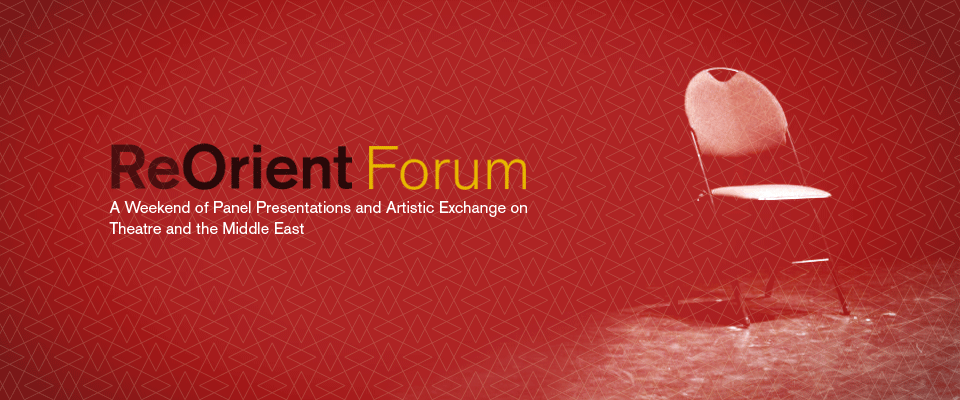 ReOrient Forum
A Weekend of Panel Presentations and Artistic Exchange on
Theatre and the Middle East